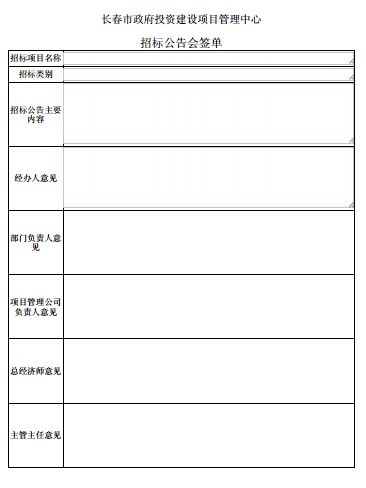 长春市政府投资建设项目管理中心
招标公告会签单
招标项目名称
招标类别
招标公告主要
内容
经办人意见
部门负责人意
见
项目管理公司
负责人意见
总经济师意见
主管主任意见